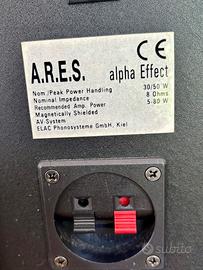 A.R.E.S. CE
alpha Effect
Nom./Peak Power Handling 30/50 W
Nominal Impedance 8 Ohms
Recommended Amp. Power 5-80 W
Magnetically Shielded
AV-System
ELAC Phonosysteme GmbH, Kiel
subito